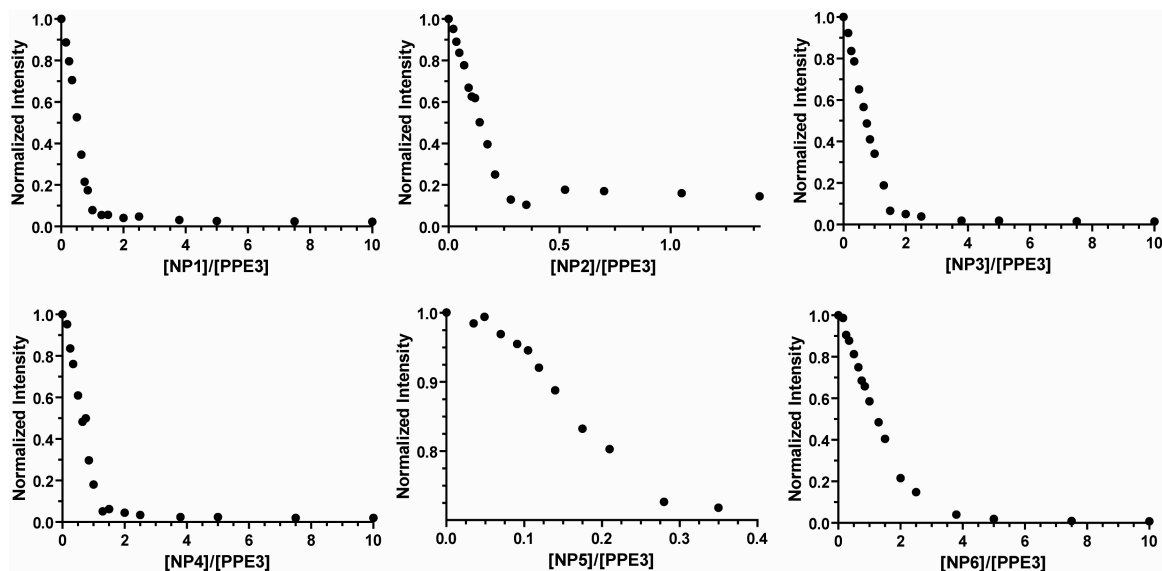 Normalized Intensity
1.0
0.8
0.6
0.4
0.2
0.0
0 2 4 6 8 10
[NP1]/[PPE3]
Normalized Intensity
1.0
0.8
0.6
0.4
0.2
0.0
0.0 0.5 1.0
[NP2]/[PPE3]
Normalized Intensity
1.0
0.8
0.6
0.4
0.2
0.0
0 2 4 6 8 10
[NP3]/[PPE3]
Normalized Intensity
1.0
0.8
0.6
0.4
0.2
0.0
0 2 4 6 8 10
[NP4]/[PPE3]
Normalized Intensity
1.0
0.9
0.8
0.0 0.1 0.2 0.3 0.4
[NP5]/[PPE3]
Normalized Intensity
1.0
0.8
0.6
0.4
0.2
0.0
0 2 4 6 8 10
[NP6]/[PPE3]